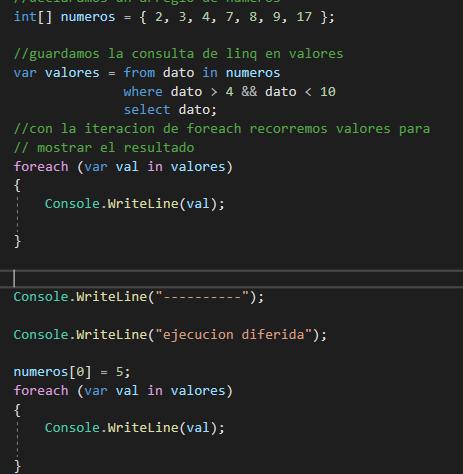 //declaramos un arreglo de numeros
int[] numeros = { 2, 3, 4, 7, 8, 9, 17 };
//guardamos la consulta de linq en valores
var valores = from dato in numeros
where dato > 4 && dato < 10
select dato;
//con la iteracion de foreach recorremos valores para
// mostrar el resultado
foreach (var val in valores)
{
Console.WriteLine(val);
}
Console.WriteLine("----------");
Console.WriteLine("ejecucion diferida");
numeros[0] = 5;
foreach (var val in valores)
{
Console.WriteLine(val);
}